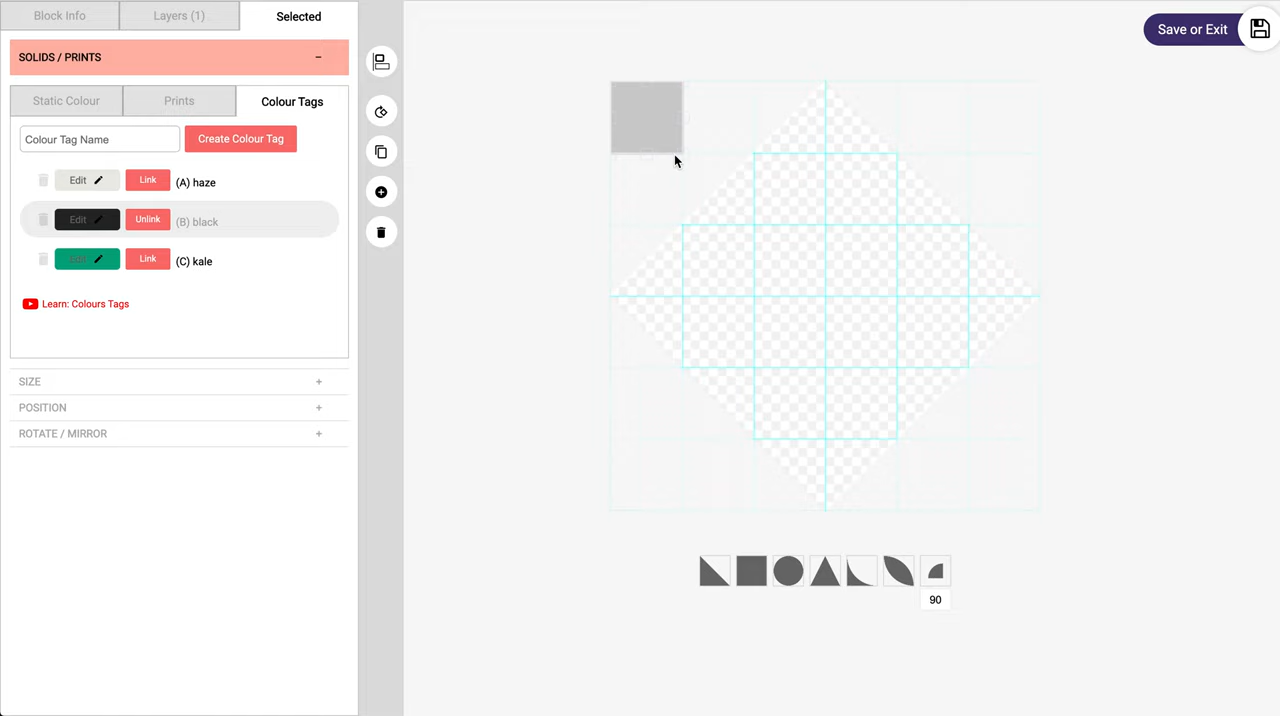 Block Info
Layers (1)
Selected
SOLIDS / PRINTS
Static Colour
Prints
Colour Tags
Colour Tag Name
Create Colour Tag
Edit
Link
(A) haze
Edit
Unlink
(B) black
Edit
Link
(C) kale
Learn: Colours Tags
SIZE
POSITION
ROTATE / MIRROR
Save or Exit
90